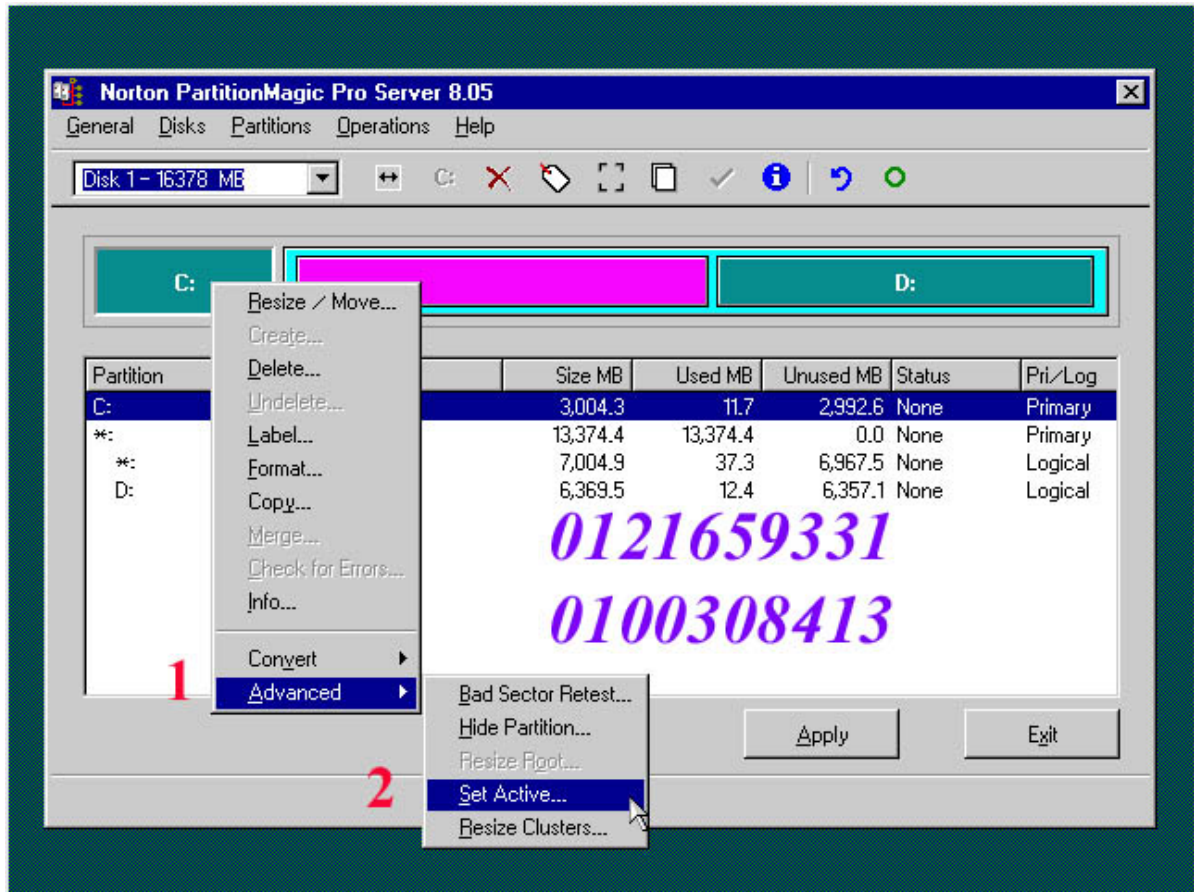 Norton PartitionMagic Pro Server 8.05
General Disks Partitions Operations Help
Disk 1 - 16378 MB
C:
C:
D:
Partition Size MB Used MB Unused MB Status Pri/Log
C: 3,004.3 11.7 2,992.6 None Primary
*: 13,374.4 13,374.4 0.0 None Primary
*: 7,004.9 37.3 6,967.5 None Logical
D: 6,369.5 12.4 6,357.1 None Logical
Resize / Move...
Create...
Delete...
Undelete...
Label...
Format...
Copy...
Merge...
Check for Errors...
Info...
Convert
1 Advanced
0121659331
0100308413
Bad Sector Retest...
Hide Partition...
Resize Root...
2 Set Active...
Resize Clusters...
Apply Exit